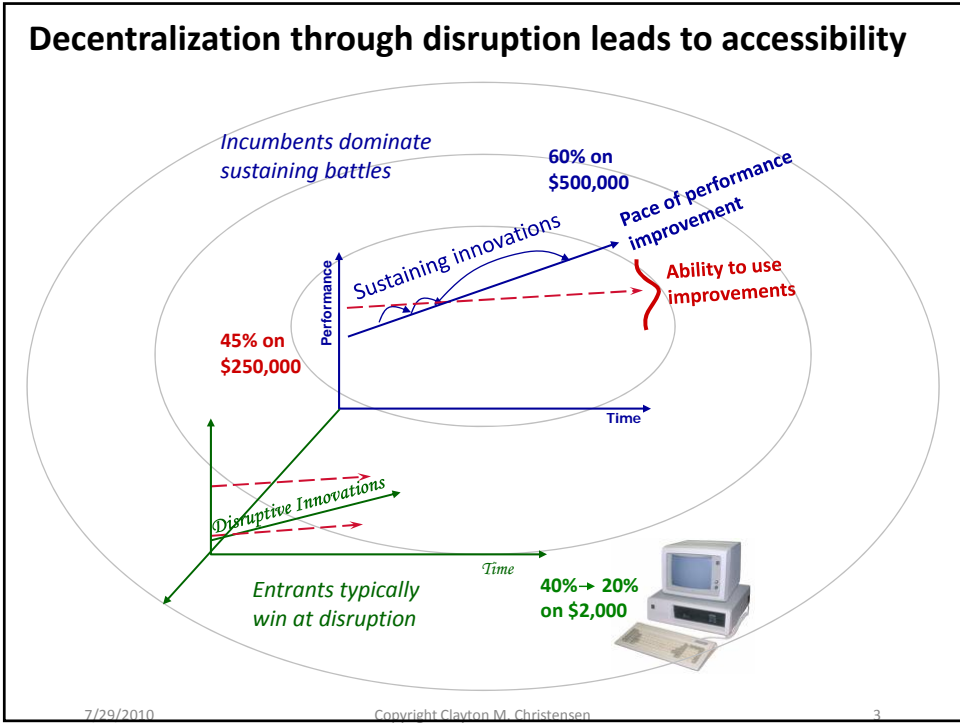 Decentralization through disruption leads to accessibility
Incumbents dominate
sustaining battles
60% on
$500,000
Pace of performance
improvement
Sustaining innovations
Ability to use
improvements
Performance
45% on
$250,000
Time
Disruptive Innovations
Time
Entrants typically
win at disruption
40%→ 20%
on $2,000
7/29/2010
Copyright Clayton M. Christensen
3